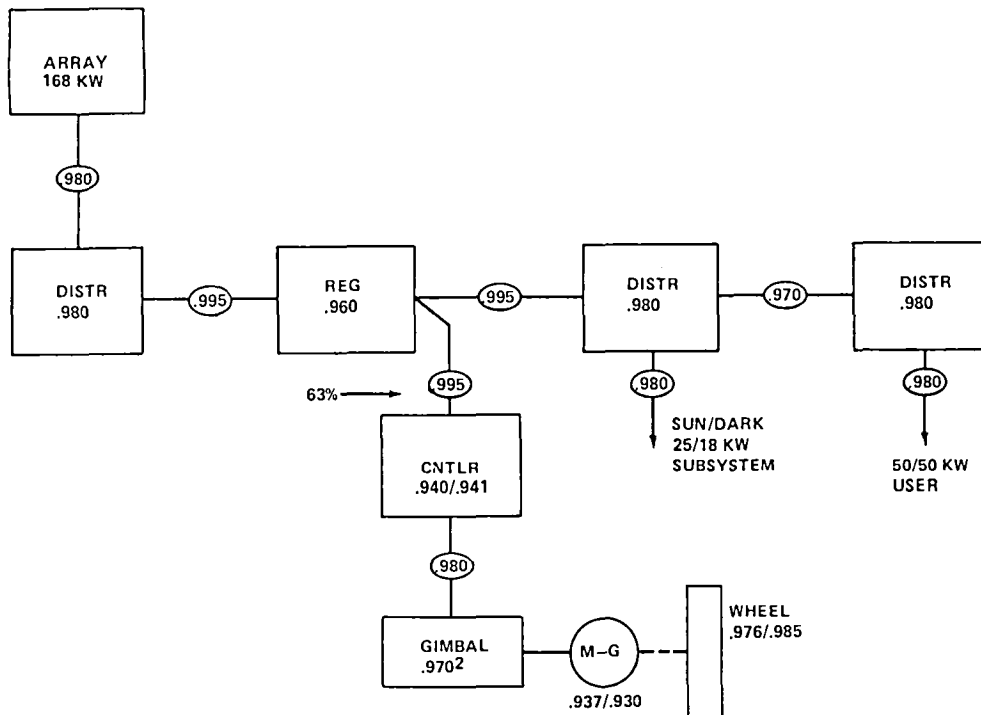 ARRAY
168 KW
.980
DISTR
.980
.995
REG
.960
.995
DISTR
.980
.970
DISTR
.980
63%
.995
.980
SUN/DARK
25/18 KW
SUBSYSTEM
.980
50/50 KW
USER
CNTLR
.940/.941
.980
GIMBAL
.970²
M–G
.937/.930
WHEEL
.976/.985